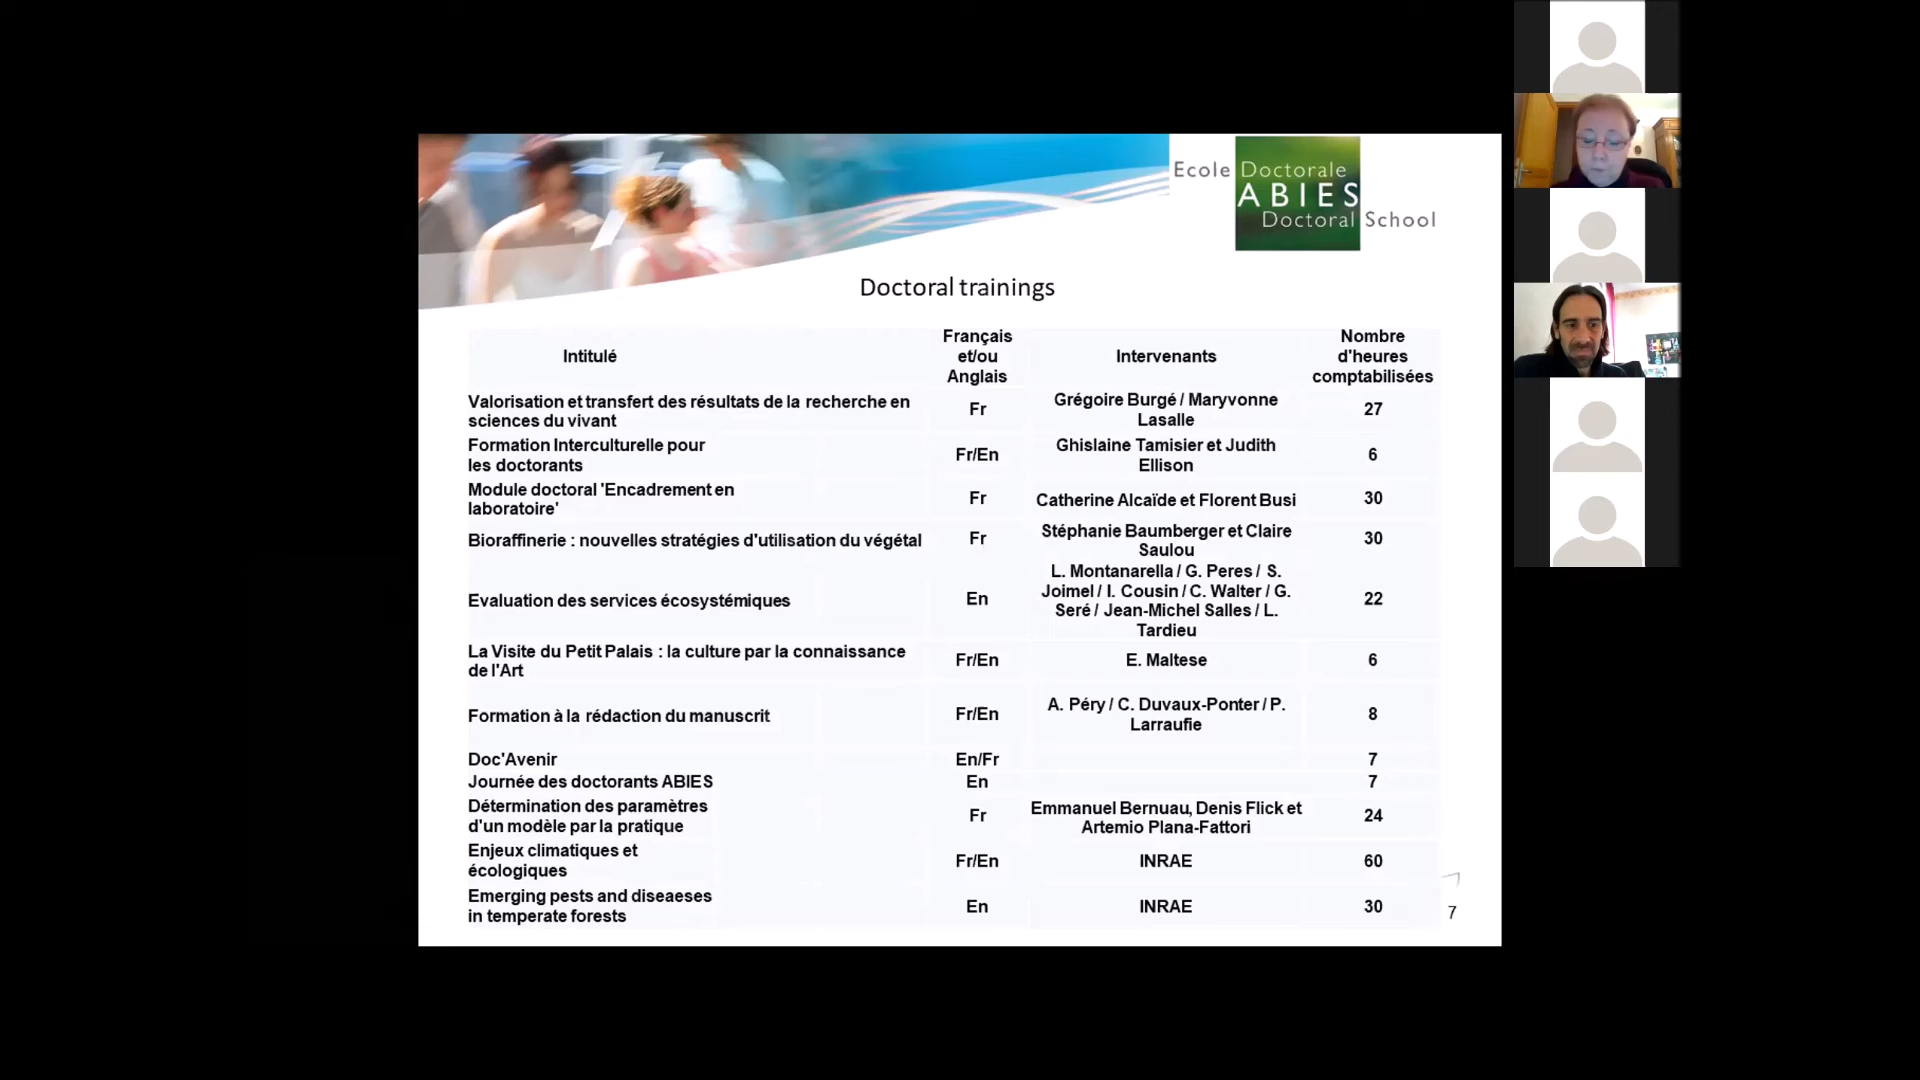 Ecole Doctorale
ABIES
Doctoral School
Doctoral trainings
Intitulé
Français
et/ou
Anglais
Intervenants
Nombre
d'heures
comptabilisées
Valorisation et transfert des résultats de la recherche en
sciences du vivant
Fr
Grégoire Burgé / Maryvonne
Lasalle
27
Formation Interculturelle pour
les doctorants
Fr/En
Ghislaine Tamisier et Judith
Ellison
6
Module doctoral 'Encadrement en
laboratoire'
Fr
Catherine Alcaïde et Florent Busi
30
Bioraffinerie : nouvelles stratégies d'utilisation du végétal
Fr
Stéphanie Baumberger et Claire
Saulou
30
Evaluation des services écosystémiques
En
L. Montanarella / G. Peres / S.
Joimel / I. Cousin / C. Walter / G.
Seré / Jean-Michel Salles / L.
Tardieu
22
La Visite du Petit Palais : la culture par la connaissance
de l'Art
Fr/En
E. Maltese
6
Formation à la rédaction du manuscrit
Fr/En
A. Péry / C. Duvaux-Ponter / P.
Larraufie
8
Doc'Avenir
En/Fr
7
Journée des doctorants ABIES
En
7
Détermination des paramètres
d'un modèle par la pratique
Fr
Emmanuel Bernuau, Denis Flick et
Artemio Plana-Fattori
24
Enjeux climatiques et
écologiques
Fr/En
INRAE
60
Emerging pests and diseaeses
in temperate forests
En
INRAE
30
7